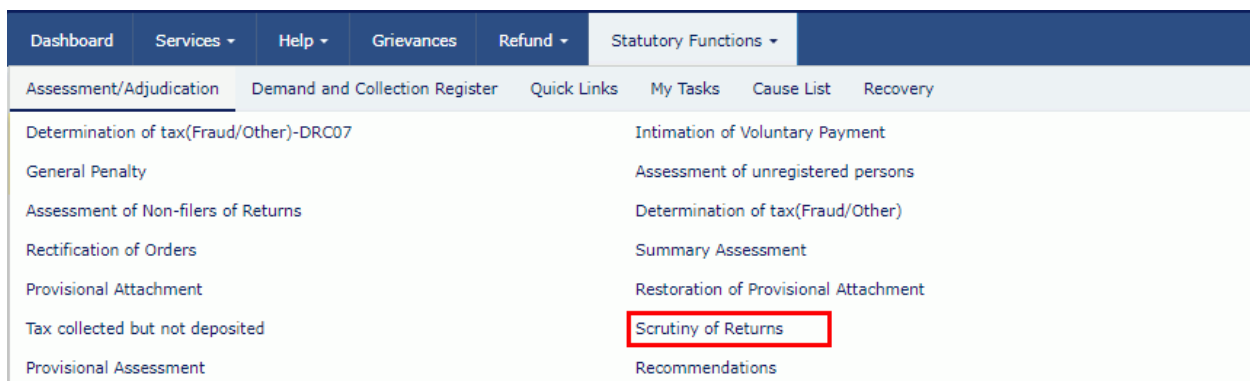 Dashboard Services Help Grievances Refund Statutory Functions
Assessment/Adjudication Demand and Collection Register Quick Links My Tasks Cause List Recovery
Determination of tax(Fraud/Other)-DRC07 Intimation of Voluntary Payment
General Penalty Assessment of unregistered persons
Assessment of Non-filers of Returns Determination of tax(Fraud/Other)
Rectification of Orders Summary Assessment
Provisional Attachment Restoration of Provisional Attachment
Tax collected but not deposited Scrutiny of Returns
Provisional Assessment Recommendations